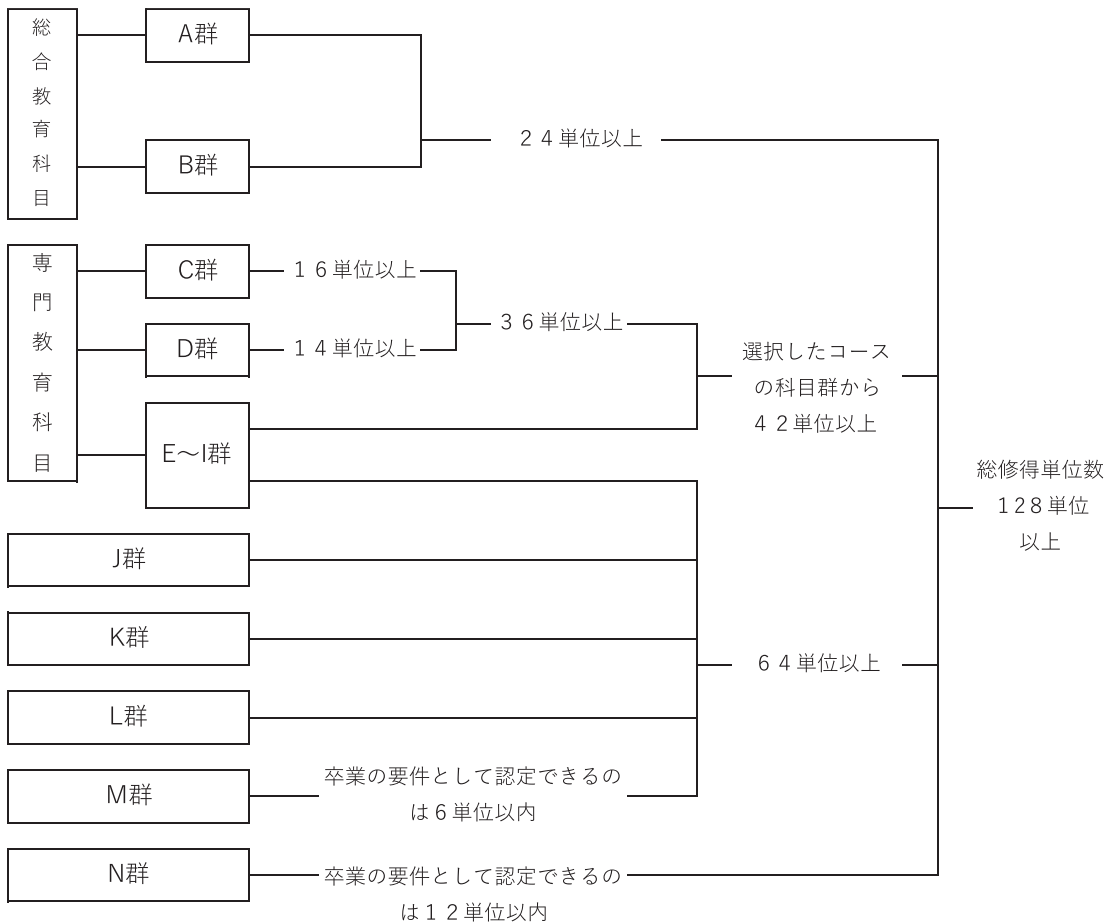 総合教育科目
A群
B群
２４単位以上
専門教育科目
C群
１６単位以上
D群
１４単位以上
３６単位以上
E～I群
選択したコース
の科目群から
４２単位以上
総修得単位数
128単位
以上
J群
K群
L群
６４単位以上
M群
卒業の要件として認定できるの
は６単位以内
N群
卒業の要件として認定できるの
は１２単位以内